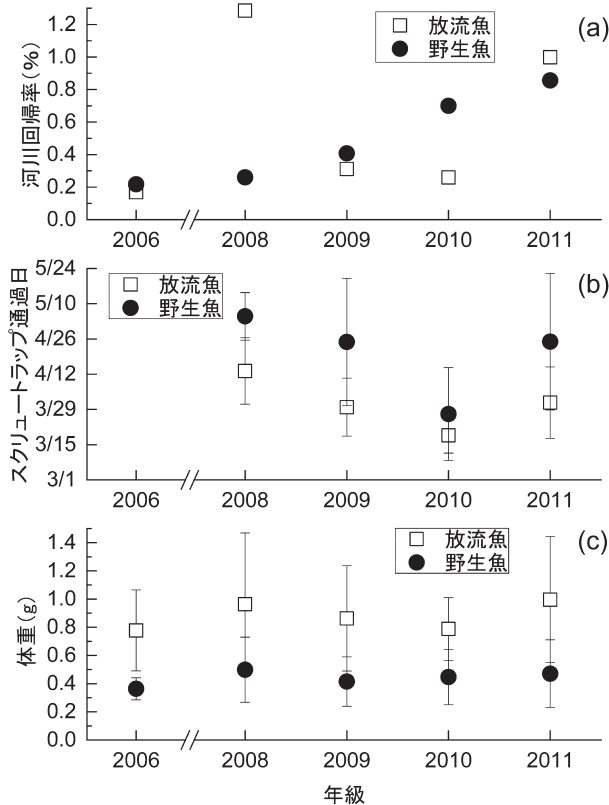 1.2
1.0
0.8
0.6
0.4
0.2
0.0
河川回帰率(%)
□ 放流魚
● 野生魚
(a)
2006 2008 2009 2010 2011
5/24
5/10
4/26
4/12
3/29
3/15
3/1
スクリュートラップ通過日
□ 放流魚
● 野生魚
(b)
2006 2008 2009 2010 2011
1.4
1.2
1.0
0.8
0.6
0.4
0.2
0.0
体重(g)
□ 放流魚
● 野生魚
(c)
2006 2008 2009 2010 2011
年級